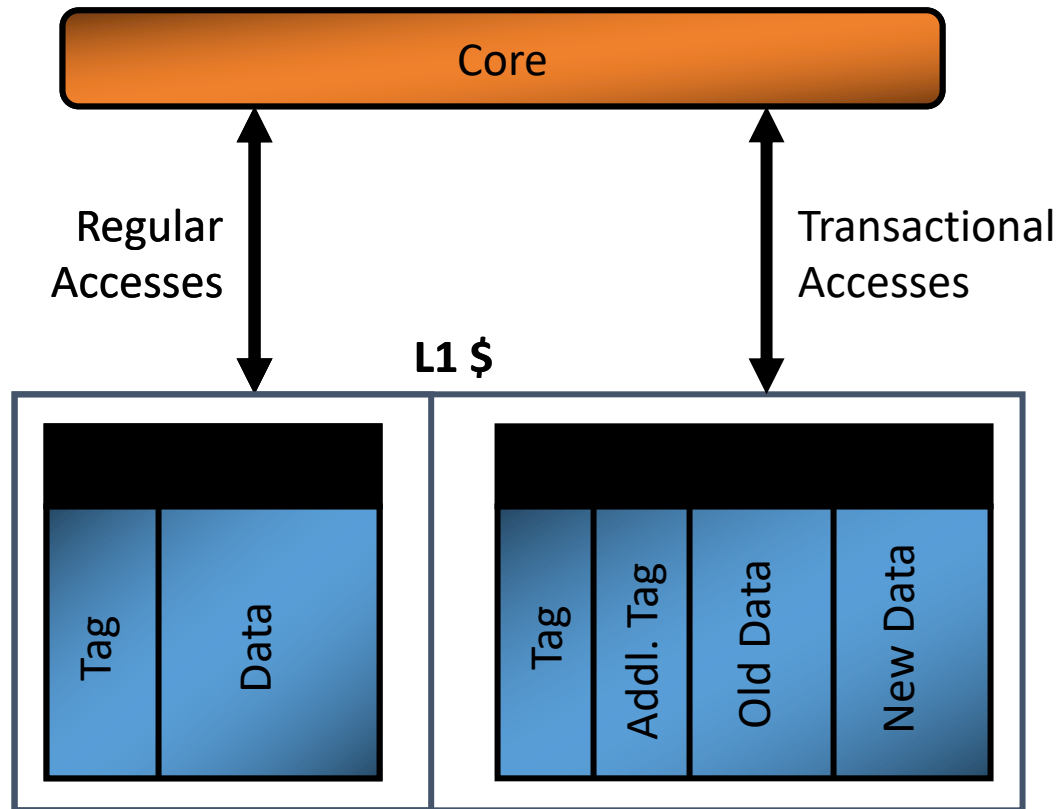 Core
Regular
Accesses
Transactional
Accesses
L1 $
Tag
Data
Tag
Addl. Tag
Old Data
New Data